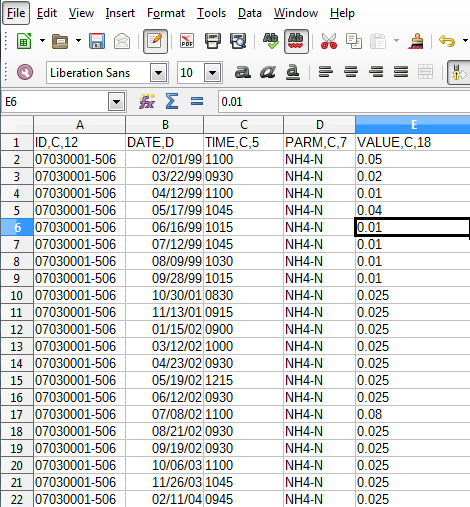 File Edit View Insert Format Tools Data Window Help
PDF ABC ABC
Liberation Sans 10 a a a
E6 fx Σ = 0.01
A B C D E
1 ID,C,12 DATE,D TIME,C,5 PARM,C,7 VALUE,C,18
2 07030001-506 02/01/99 1100 NH4-N 0.05
3 07030001-506 03/22/99 0930 NH4-N 0.02
4 07030001-506 04/12/99 1100 NH4-N 0.01
5 07030001-506 05/17/99 1045 NH4-N 0.04
6 07030001-506 06/16/99 1015 NH4-N 0.01
7 07030001-506 07/12/99 1045 NH4-N 0.01
8 07030001-506 08/09/99 1030 NH4-N 0.01
9 07030001-506 09/28/99 1015 NH4-N 0.01
10 07030001-506 10/30/01 0830 NH4-N 0.025
11 07030001-506 11/13/01 0915 NH4-N 0.025
12 07030001-506 01/15/02 0900 NH4-N 0.025
13 07030001-506 03/12/02 1000 NH4-N 0.025
14 07030001-506 04/23/02 0930 NH4-N 0.025
15 07030001-506 05/19/02 1215 NH4-N 0.025
16 07030001-506 06/12/02 0930 NH4-N 0.025
17 07030001-506 07/08/02 1100 NH4-N 0.08
18 07030001-506 08/21/02 0930 NH4-N 0.025
19 07030001-506 09/19/02 0930 NH4-N 0.025
20 07030001-506 10/06/03 1100 NH4-N 0.025
21 07030001-506 11/26/03 1045 NH4-N 0.025
22 07030001-506 02/11/04 0945 NH4-N 0.025